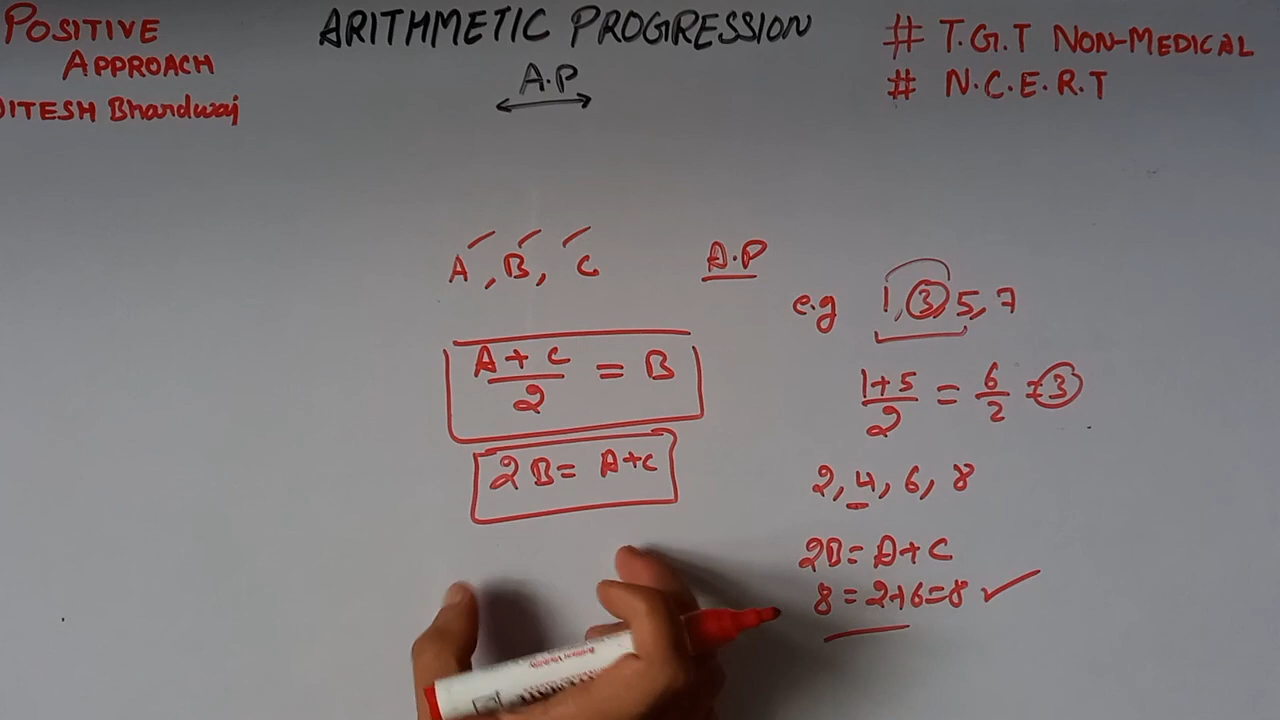 POSITIVE
APPROACH
JITESH Bhardwaj
ARITHMETIC PROGRESSION
A.P
# T.G.T NON-MEDICAL
# N.C.E.R.T
A, B, C A.P
A+C/2 = B
2B = A+C
e.g 1, 3, 5, 7
1+5/2 = 6/2 = 3
2, 4, 6, 8
2B = A+C
8 = 2+6=8 ✓